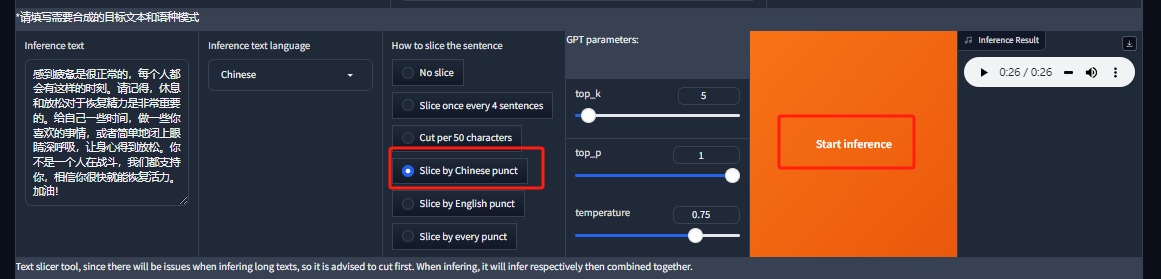 *请填写需要合成的目标文本和语种模式
Inference text
感到疲备是很正常的，每个人都
会有这样的时刻。请记得，休息
和放松对于恢复精力是非常重要
的。给自己一些时间，做一些你
喜欢的事情，或者简单地闭上眼
睛深呼吸，让身心得到放松。你
不是一个人在战斗，我们都支持
你，相信你很快就能恢复活力。
加油！
Inference text language
Chinese
How to slice the sentence
No slice
Slice once every 4 sentences
Cut per 50 characters
Slice by Chinese punct
Slice by English punct
Slice by every punct
GPT parameters:
top_k
5
top_p
1
temperature
0.75
Start inference
Inference Result
0:26 / 0:26
Text slicer tool, since there will be issues when infering long texts, so it is advised to cut first. When infering, it will infer respectively then combined together.